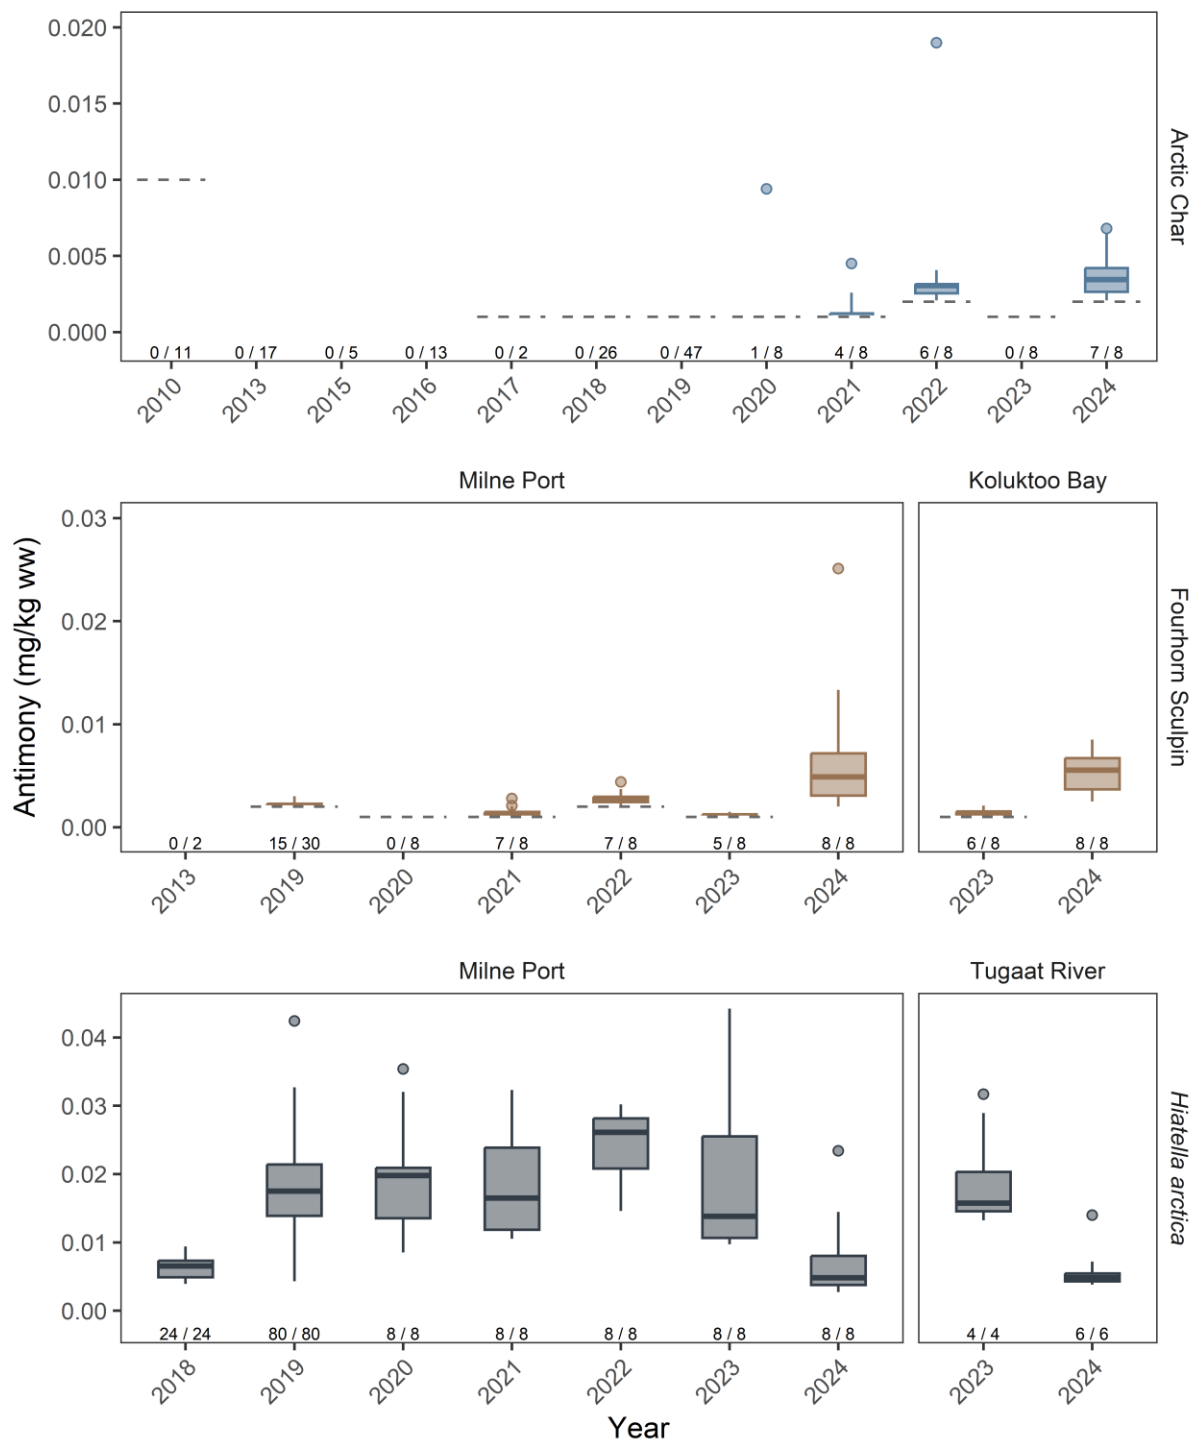 0.020
0.015
0.010
0.005
0.000
0 / 11 0 / 17 0 / 5 0 / 13 0 / 2 0 / 26 0 / 47 1 / 8 4 / 8 6 / 8 0 / 8 7 / 8
2010 2013 2015 2016 2017 2018 2019 2020 2021 2022 2023 2024
Arctic Char
Milne Port Koluktoo Bay
0.03
0.02
0.01
0.00
0 / 2 15 / 30 0 / 8 7 / 8 7 / 8 5 / 8 8 / 8 6 / 8 8 / 8
2013 2019 2020 2021 2022 2023 2024 2023 2024
Fourhorn Sculpin
Antimony (mg/kg ww)
Milne Port Tugaat River
0.04
0.03
0.02
0.01
0.00
24 / 24 80 / 80 8 / 8 8 / 8 8 / 8 8 / 8 8 / 8 4 / 4 6 / 6
2018 2019 2020 2021 2022 2023 2024 2023 2024
Hiatella arctica
Year